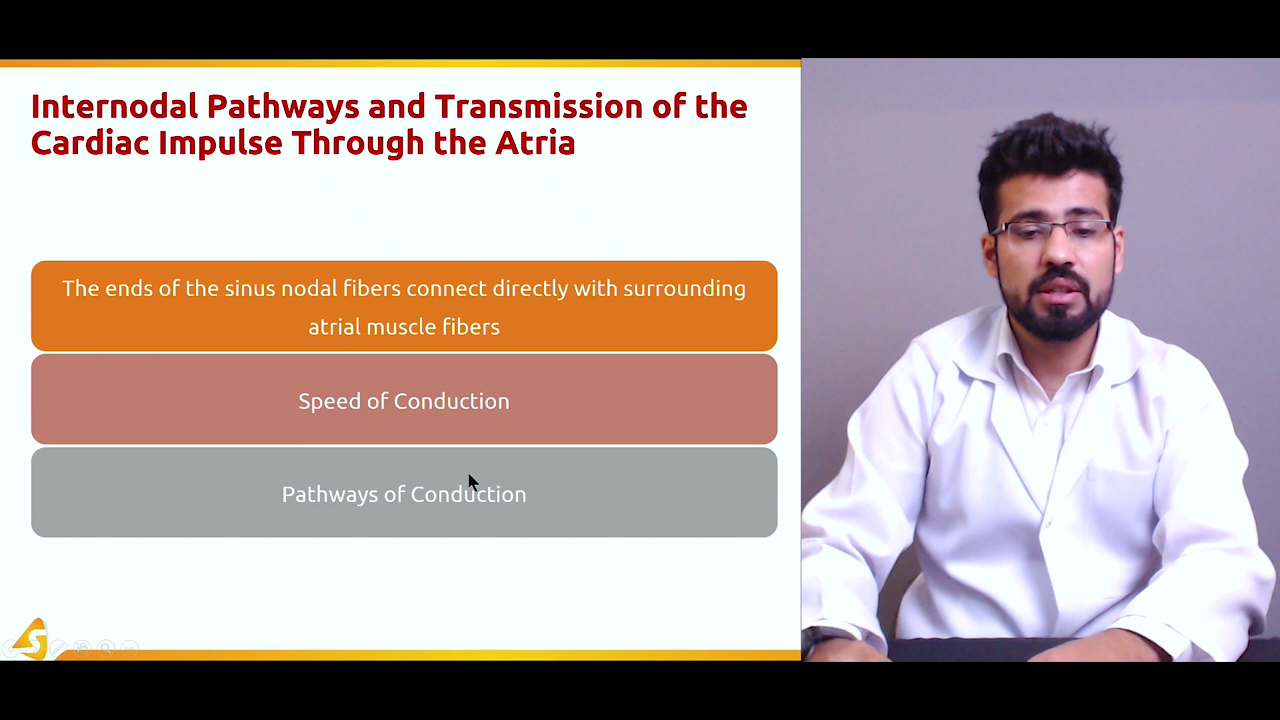 Internodal Pathways and Transmission of the
Cardiac Impulse Through the Atria
The ends of the sinus nodal fibers connect directly with surrounding
atrial muscle fibers
Speed of Conduction
Pathways of Conduction
S